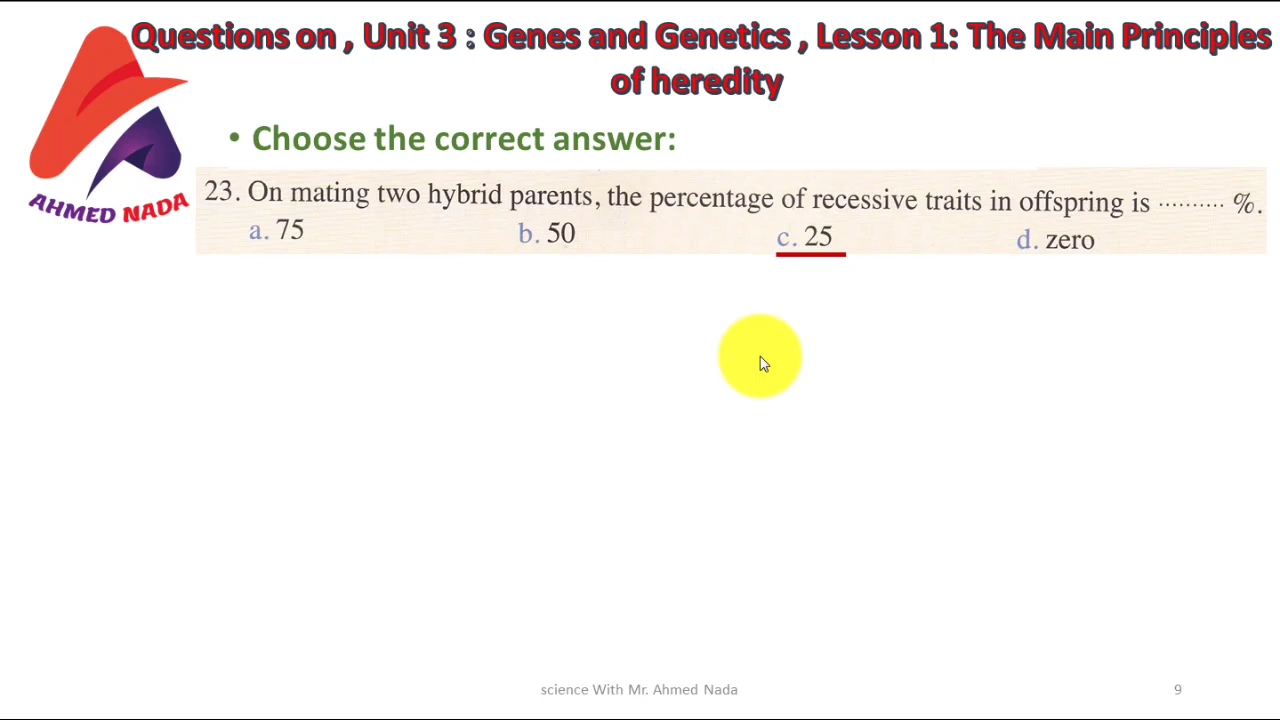 Questions on , Unit 3 : Genes and Genetics , Lesson 1: The Main Principles
of heredity
AHMED NADA
• Choose the correct answer:
23. On mating two hybrid parents, the percentage of recessive traits in offspring is .......... %.
a. 75 b. 50 c. 25 d. zero
science With Mr. Ahmed Nada 9